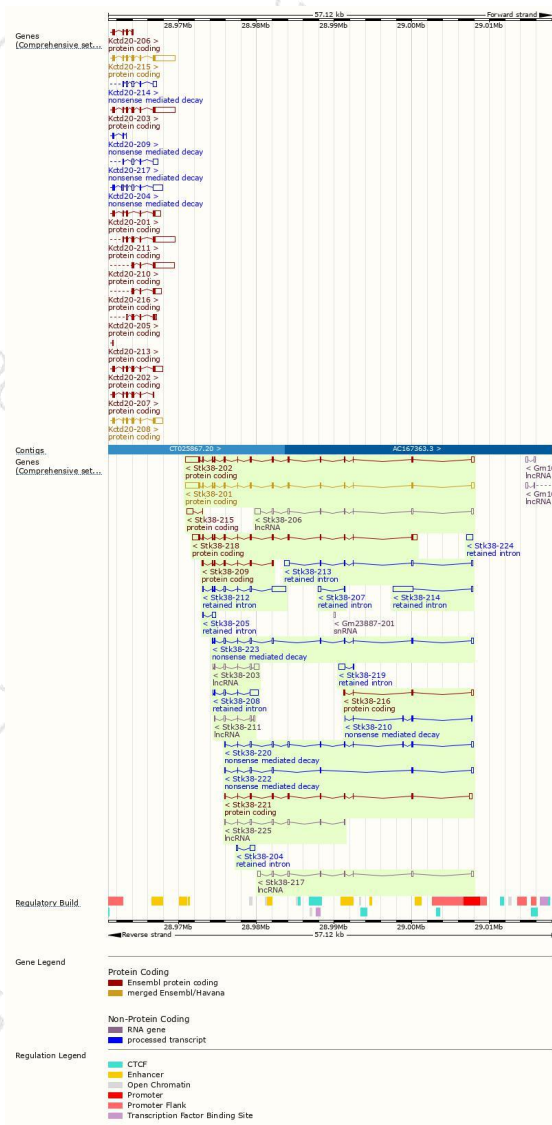 57.12 kb Forward strand
28.97Mb 28.98Mb 28.99Mb 29.00Mb 29.01Mb
Genes
(Comprehensive set...
Kctd20-206 >
protein coding
Kctd20-215 >
protein coding
Kctd20-214 >
nonsense mediated decay
Kctd20-203 >
protein coding
Kctd20-209 >
nonsense mediated decay
Kctd20-217 >
nonsense mediated decay
Kctd20-204 >
nonsense mediated decay
Kctd20-201 >
protein coding
Kctd20-211 >
protein coding
Kctd20-210 >
protein coding
Kctd20-216 >
protein coding
Kctd20-205 >
protein coding
Kctd20-213 >
protein coding
Kctd20-202 >
protein coding
Kctd20-207 >
protein coding
Kctd20-208 >
protein coding
Contigs CT025867.20 > AC167363.3 >
Genes
(Comprehensive set...
< Stk38-202 < Gm1
protein coding lncRNA
< Stk38-201 < Gm1
protein coding lncRNA
< Stk38-215 < Stk38-206
protein coding lncRNA
< Stk38-218 < Stk38-224
protein coding retained intron
< Stk38-209 < Stk38-213
protein coding retained intron
< Stk38-212 < Stk38-207 < Stk38-214
retained intron retained intron retained intron
< Stk38-205 < Gm23887-201
retained intron snRNA
< Stk38-223
nonsense mediated decay
< Stk38-203 < Stk38-219
lncRNA retained intron
< Stk38-208 < Stk38-216
retained intron protein coding
< Stk38-211 < Stk38-210
lncRNA nonsense mediated decay
< Stk38-220
nonsense mediated decay
< Stk38-222
nonsense mediated decay
< Stk38-221
protein coding
< Stk38-225
lncRNA
< Stk38-204
retained intron
< Stk38-217
lncRNA
Regulatory Build
28.97Mb 28.98Mb 28.99Mb 29.00Mb 29.01Mb
Reverse strand 57.12 kb
Gene Legend
Protein Coding
Ensembl protein coding
merged Ensembl/Havana
Non-Protein Coding
RNA gene
processed transcript
Regulation Legend
CTCF
Enhancer
Open Chromatin
Promoter
Promoter Flank
Transcription Factor Binding Site